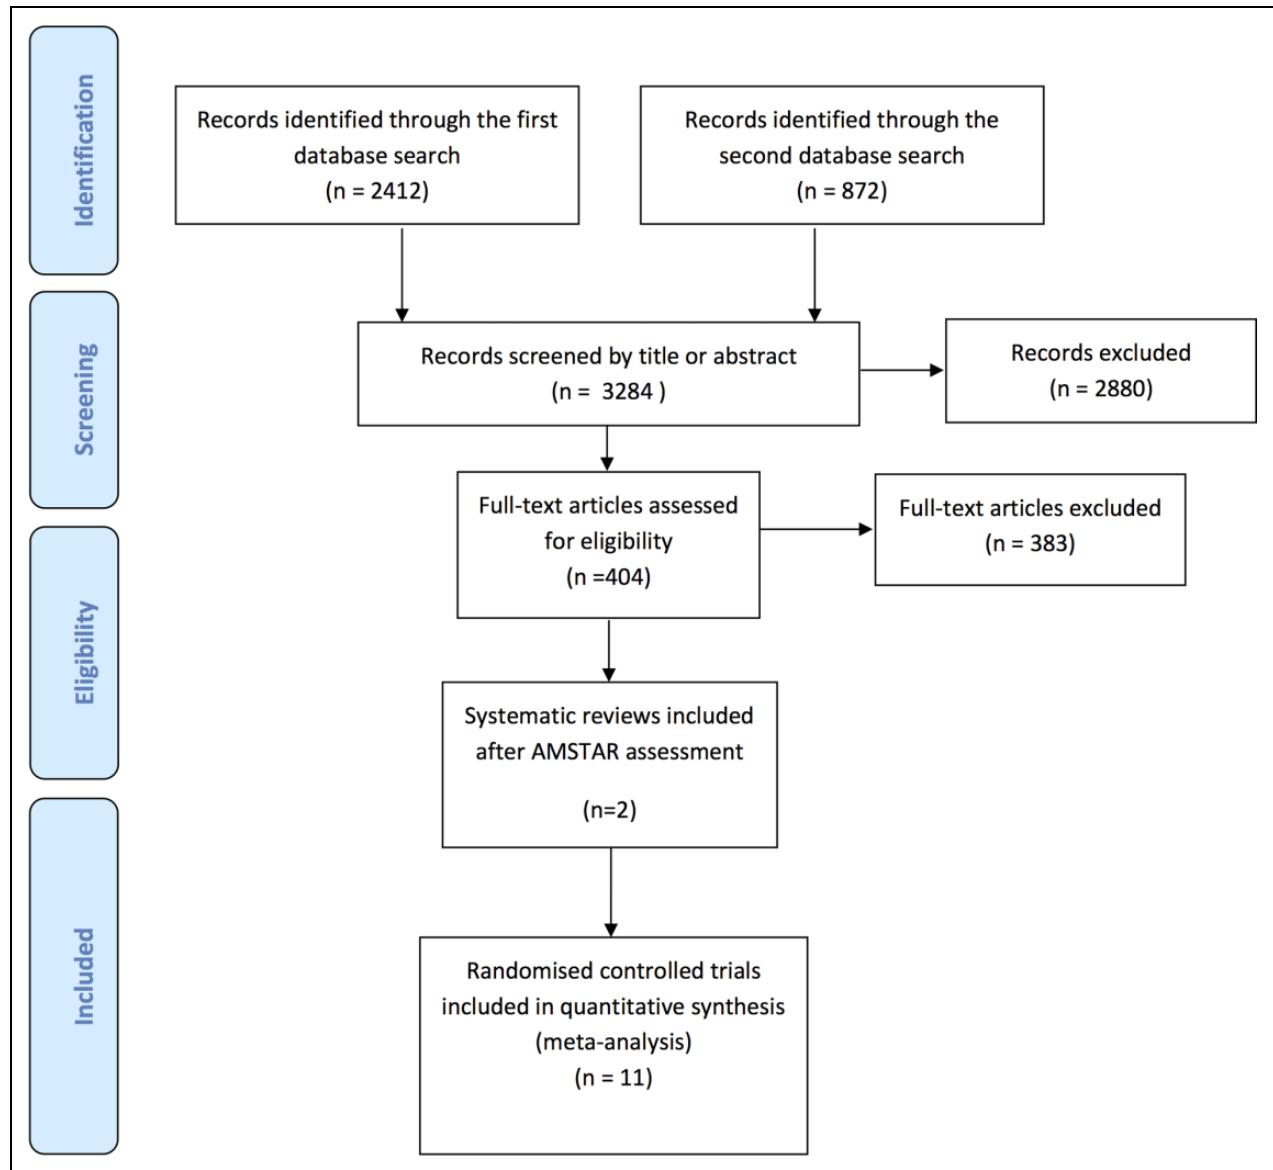 Identification
Records identified through the first
database search
(n = 2412)
Records identified through the
second database search
(n = 872)
Screening
Records screened by title or abstract
(n =  3284 )
Records excluded
(n = 2880)
Full-text articles assessed
for eligibility
(n =404)
Full-text articles excluded
(n = 383)
Eligibility
Systematic reviews included
after AMSTAR assessment
(n=2)
Included
Randomised controlled trials
included in quantitative synthesis
(meta-analysis)
(n = 11)